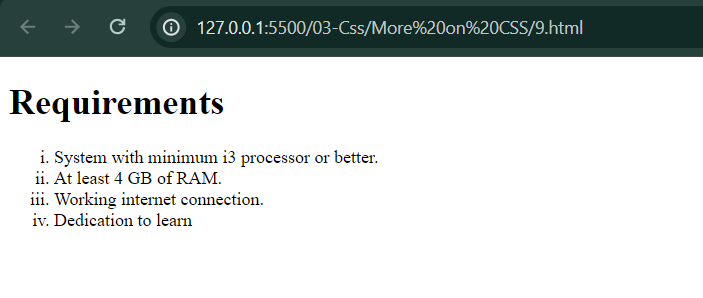 127.0.0.1:5500/03-Css/More%20on%20CSS/9.html
Requirements
i. System with minimum i3 processor or better.
ii. At least 4 GB of RAM.
iii. Working internet connection.
iv. Dedication to learn